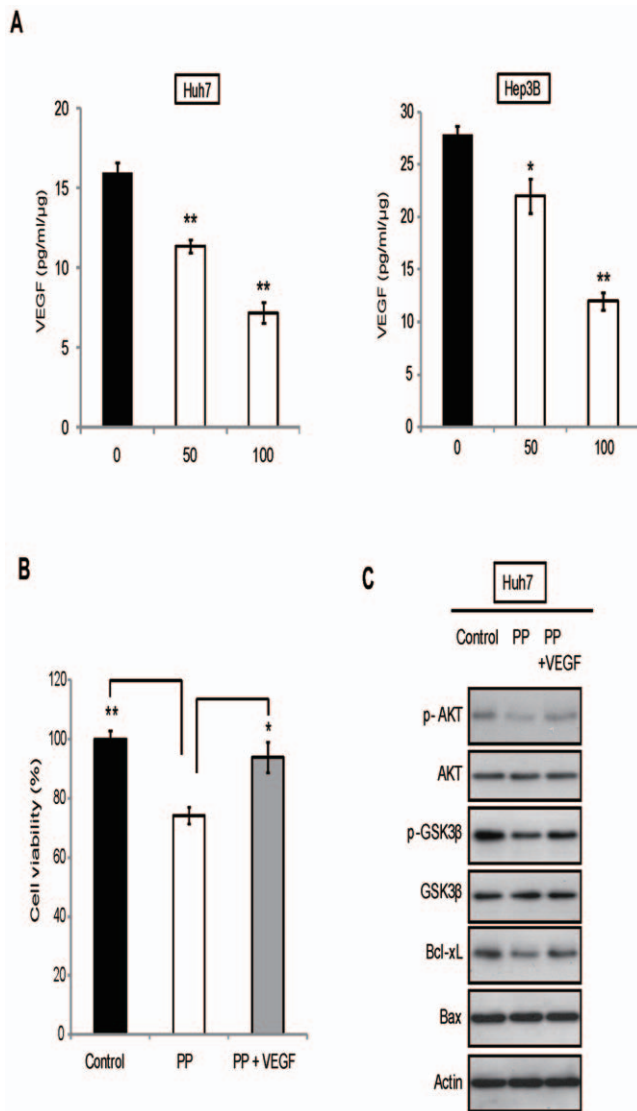 A
Huh7
VEGF (pg/ml/μg)
20
15
10
5
0
**
**
0 50 100
Hep3B
VEGF (pg/ml/μg)
30
25
20
15
10
5
0
*
**
0 50 100
B
Cell viability (%)
120
100
80
60
40
20
0
**
*
Control PP PP + VEGF
C
Huh7
Control PP PP
+VEGF
p- AKT
AKT
p-GSK3β
GSK3β
Bcl-xL
Bax
Actin